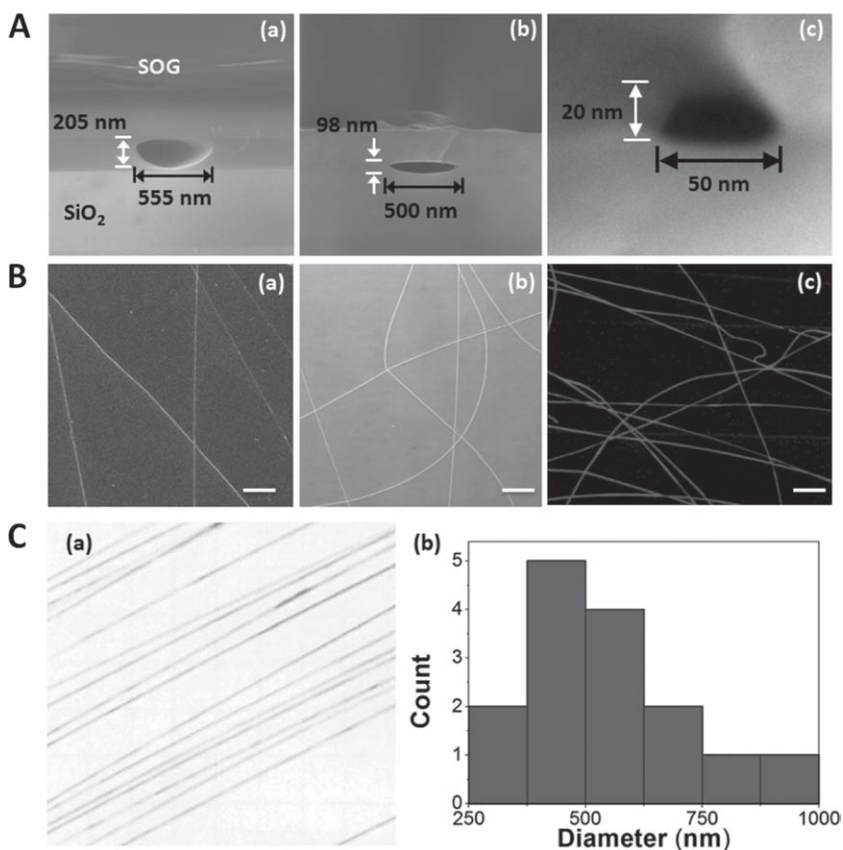 A
(a)
SOG
205 nm
555 nm
SiO₂
(b)
98 nm
500 nm
(c)
20 nm
50 nm
B
(a)
(b)
(c)
C
(a)
(b)
5
4
3
2
1
0
Count
250
500
750
1000
Diameter (nm)